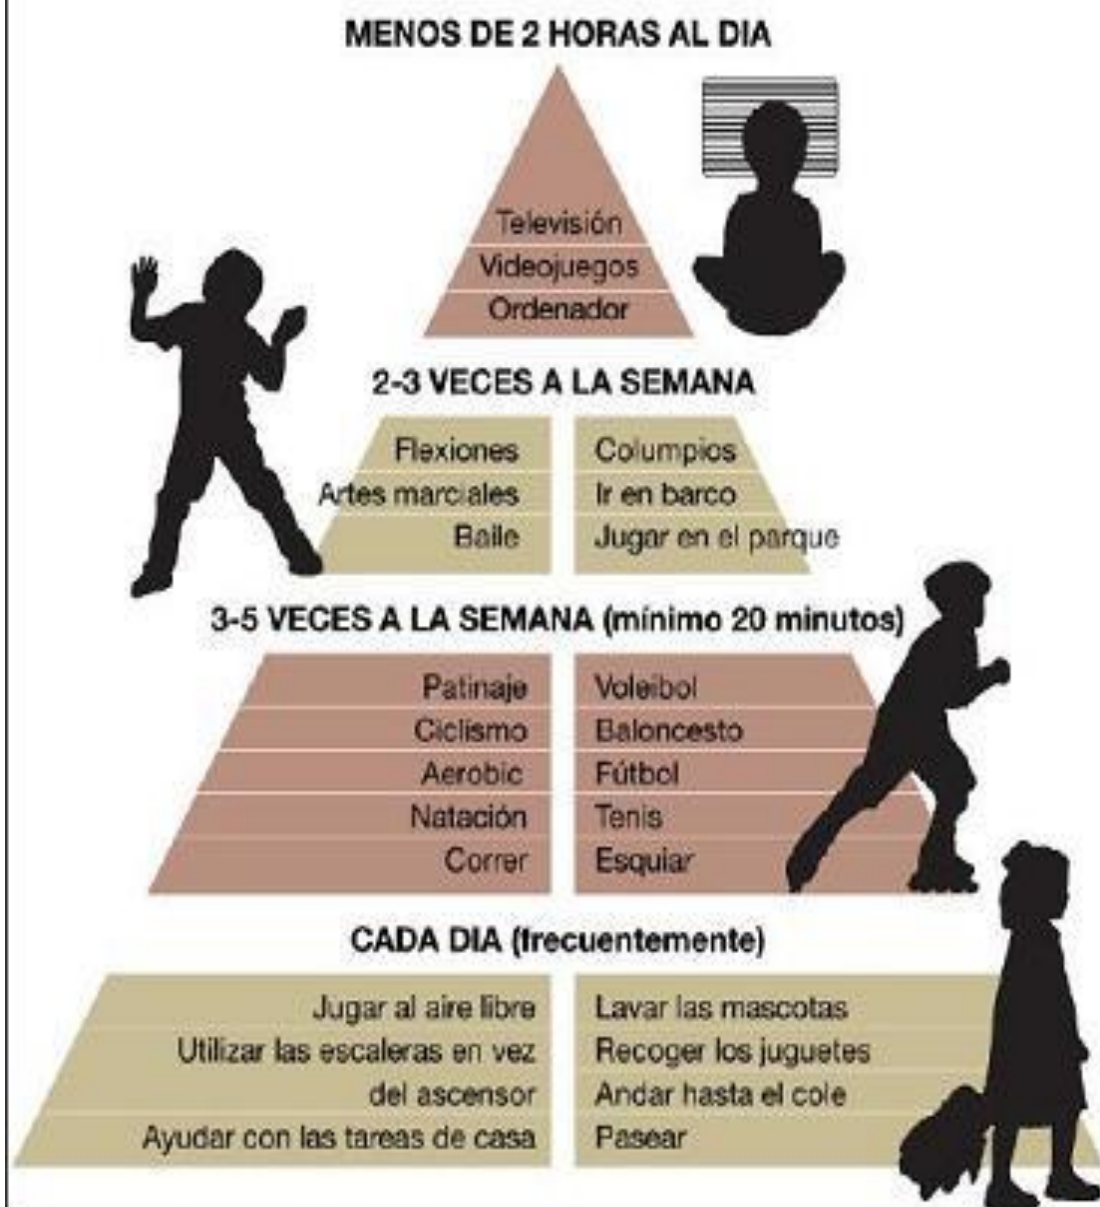 MENOS DE 2 HORAS AL DIA
Televisión
Videojuegos
Ordenador
2-3 VECES A LA SEMANA
Flexiones
Artes marciales
Baile
Columpios
Ir en barco
Jugar en el parque
3-5 VECES A LA SEMANA (mínimo 20 minutos)
Patinaje
Ciclismo
Aerobic
Natación
Correr
Voleibol
Baloncesto
Fútbol
Tenis
Esquiar
CADA DIA (frecuentemente)
Jugar al aire libre
Utilizar las escaleras en vez
del ascensor
Ayudar con las tareas de casa
Lavar las mascotas
Recoger los juguetes
Andar hasta el cole
Pasear